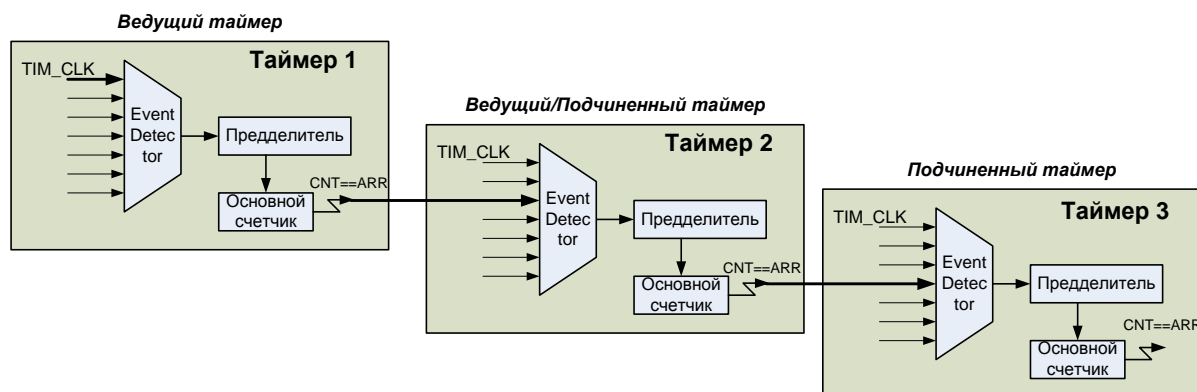 Ведущий таймер
Таймер 1
TIM_CLK
Event
Detec
tor
Предделитель
Основной
счетчик
CNT==ARR
Ведущий/Подчиненный таймер
Таймер 2
TIM_CLK
Event
Detec
tor
Предделитель
Основной
счетчик
CNT==ARR
Подчиненный таймер
Таймер 3
TIM_CLK
Event
Detec
tor
Предделитель
Основной
счетчик
CNT==ARR